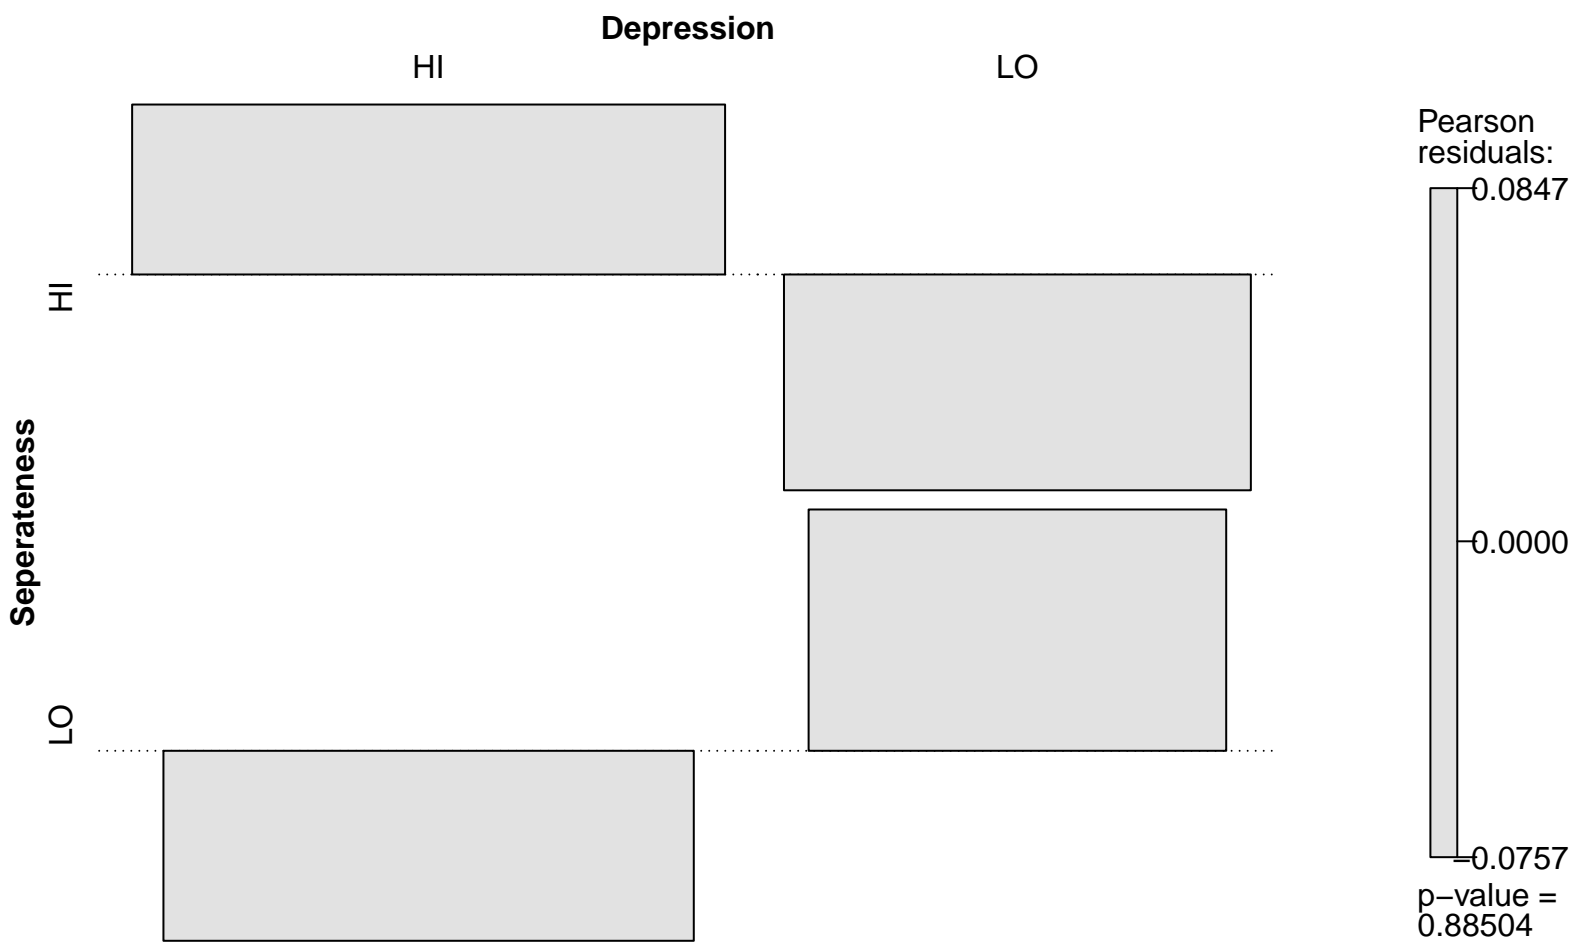 Depression
HI
LO
HI
Seperateness
LO
Pearson
residuals:
0.0847
0.0000
−0.0757
p−value =
0.88504